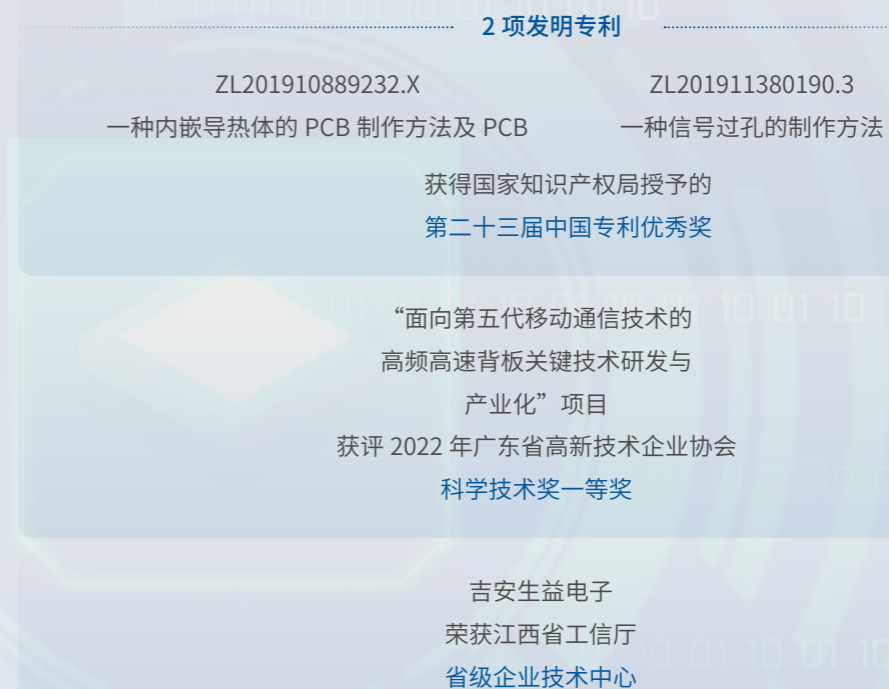 2 项发明专利
ZL201910889232.X
ZL201911380190.3
一种内嵌导热体的 PCB 制作方法及 PCB
一种信号过孔的制作方法
获得国家知识产权局授予的
第二十三届中国专利优秀奖
“面向第五代移动通信技术的
高频高速背板关键技术研发与
产业化”项目
获评 2022 年广东省高新技术企业协会
科学技术奖一等奖
吉安生益电子
荣获江西省工信厅
省级企业技术中心